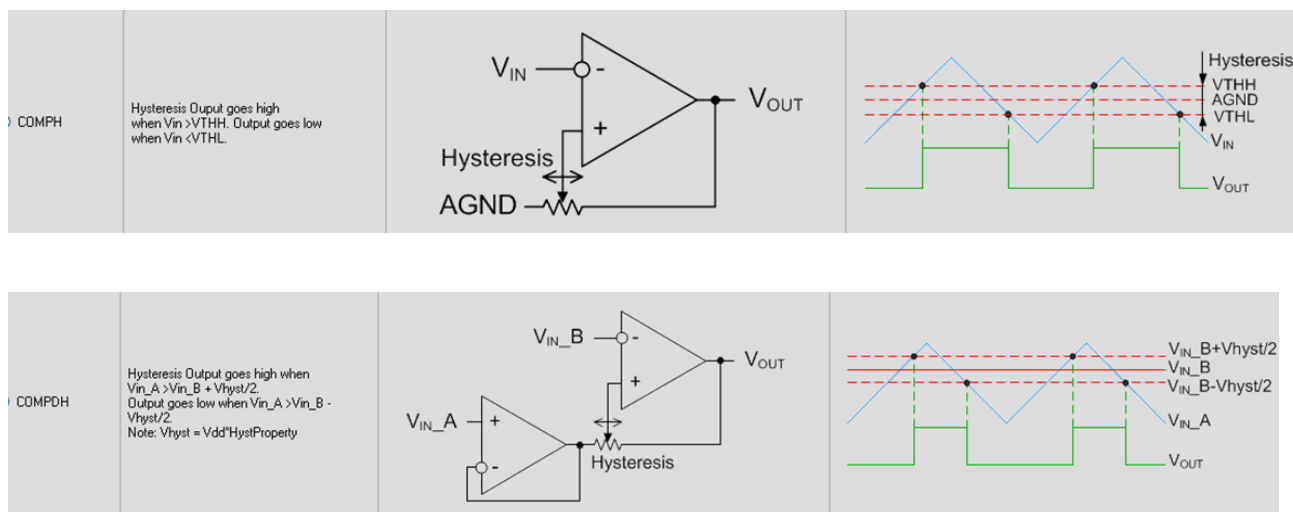 COMPH
Hysteresis Ouput goes high
when Vin >VTHH. Output goes low
when Vin <VTHL.
VIN
-
+
VOUT
Hysteresis
AGND
Hysteresis
VTHH
AGND
VTHL
VIN
VOUT
COMPDH
Hysteresis Output goes high when
Vin_A >Vin_B + Vhyst/2.
Output goes low when Vin_A >Vin_B -
Vhyst/2.
Note: Vhyst = Vdd*HystProperty
VIN_B
-
+
VOUT
VIN_A
+
-
Hysteresis
VIN_B+Vhyst/2
VIN_B
VIN_B-Vhyst/2
VIN_A
VOUT